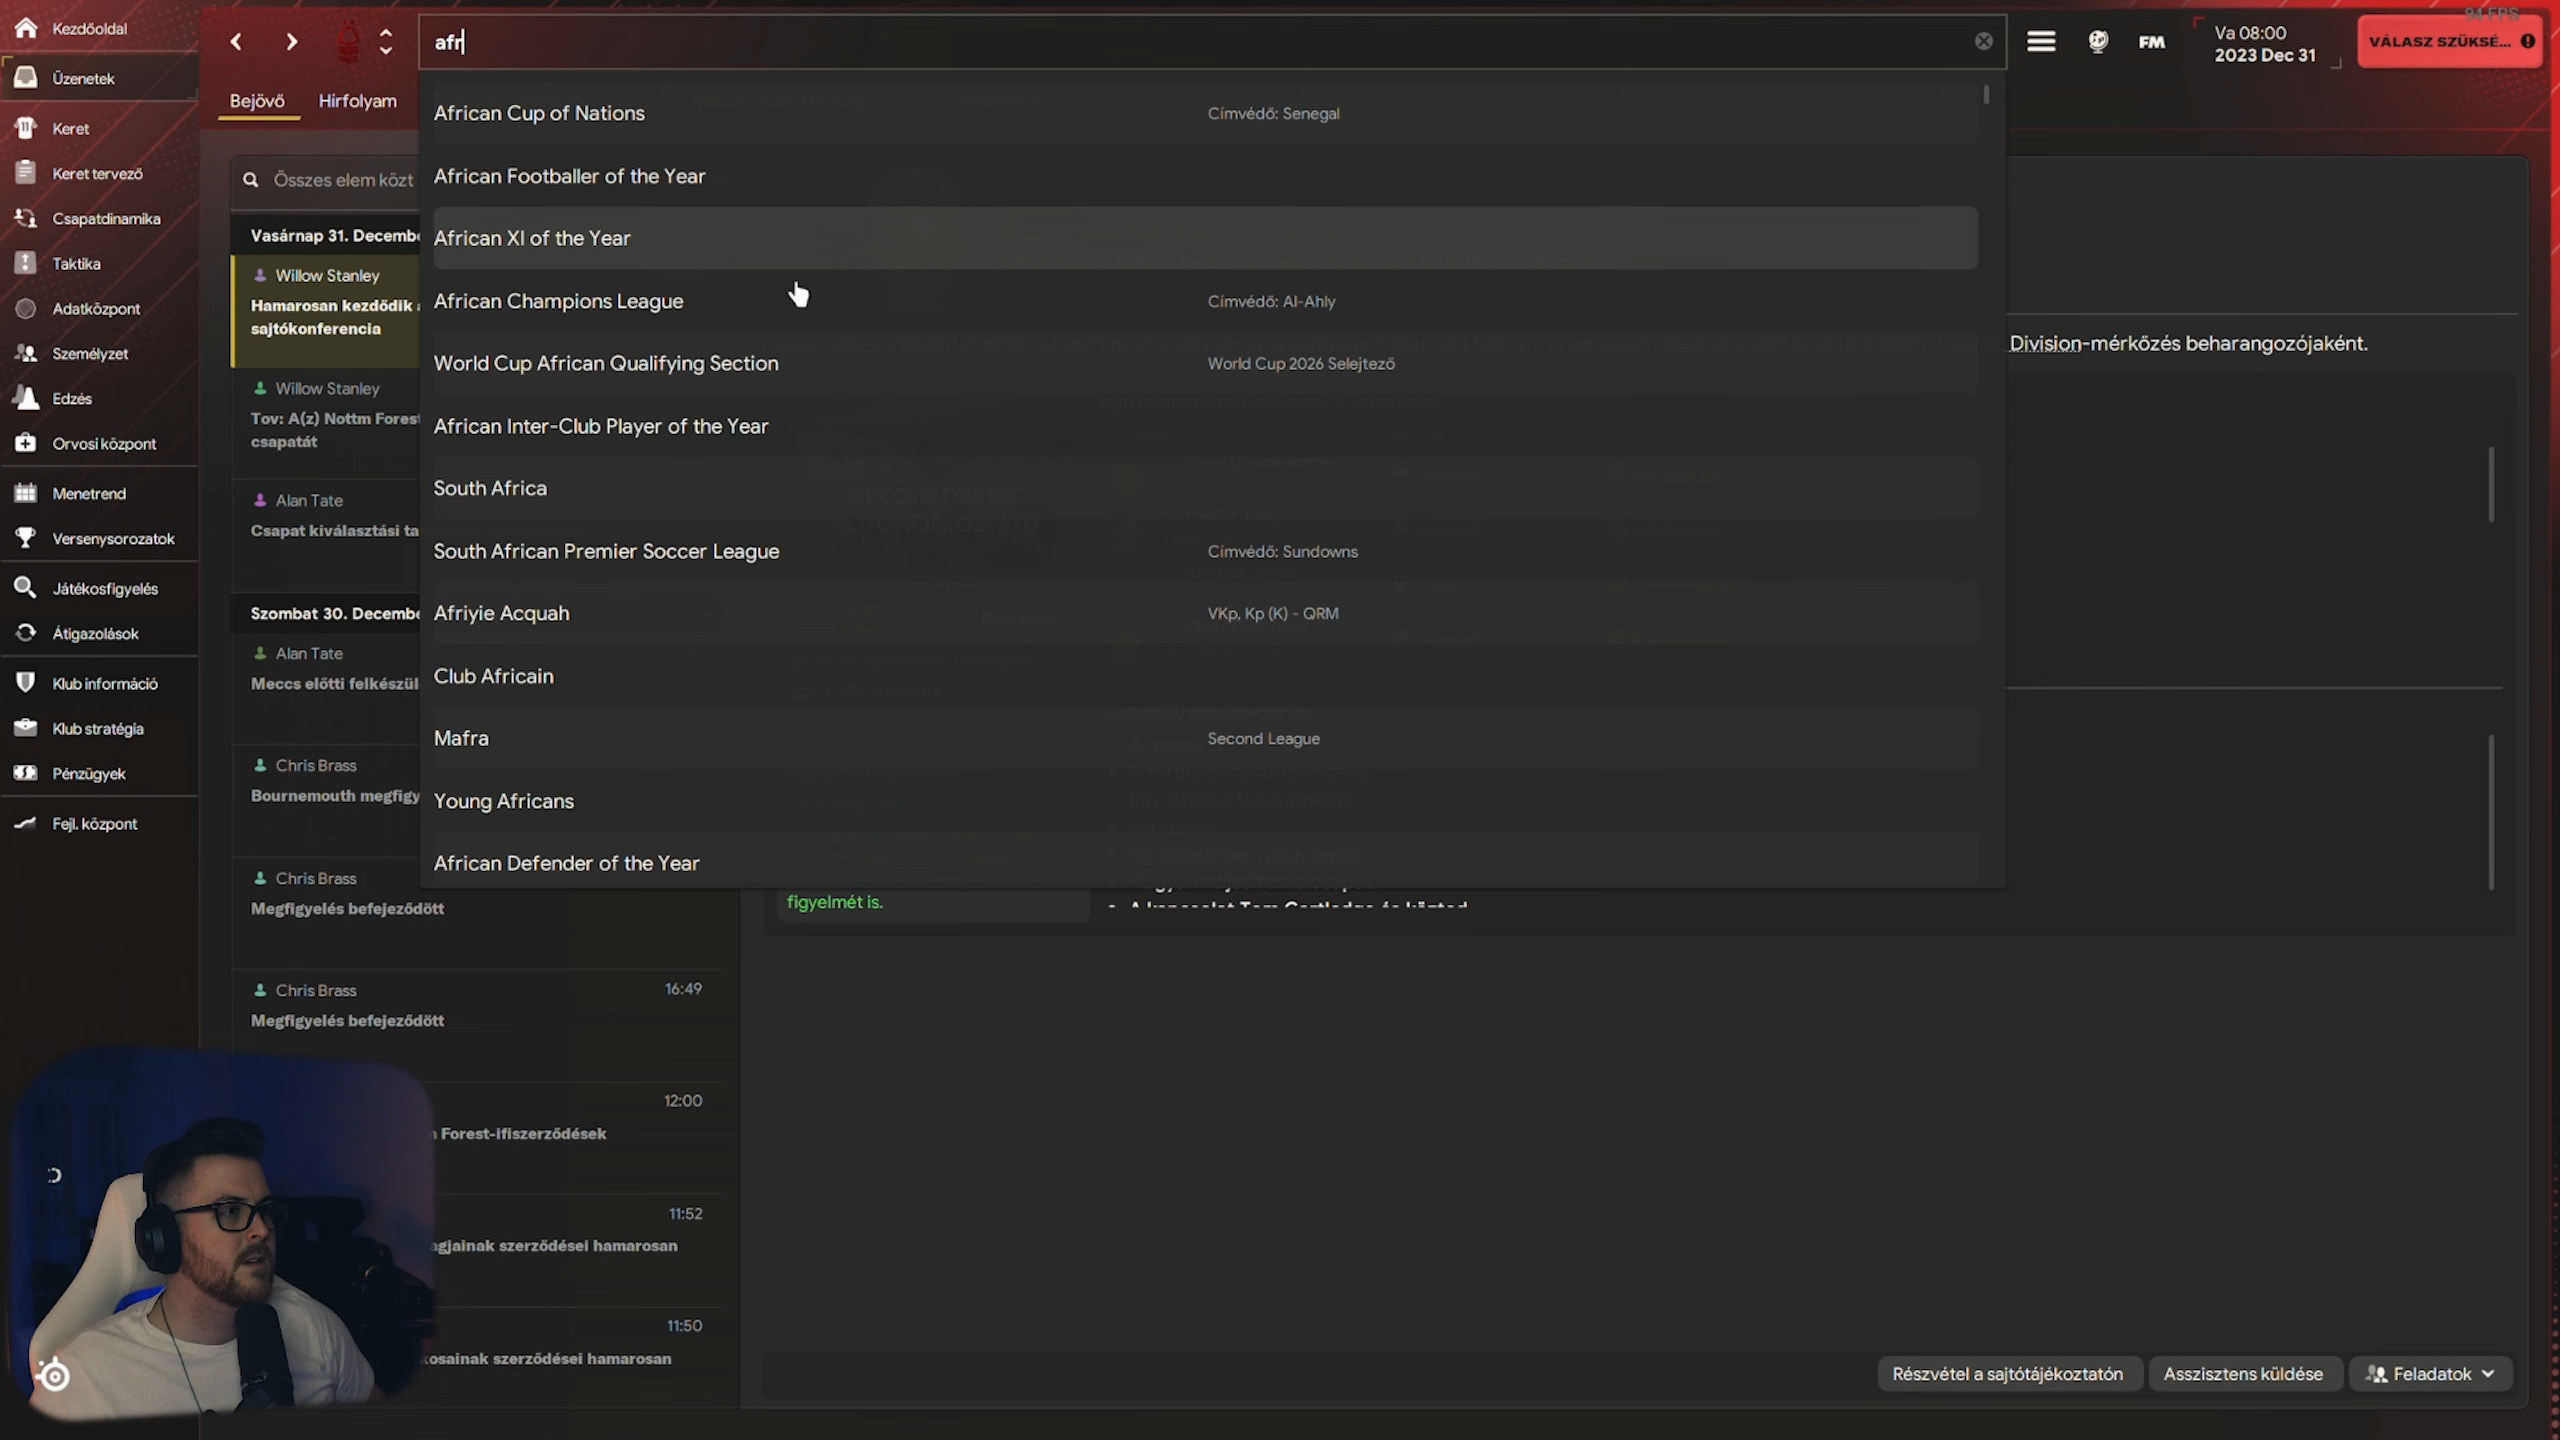 Kezdőoldal
Üzenetek
Keret
Keret tervező
Csapatdinamika
Taktika
Adatközpont
Személyzet
Edzés
Orvosi központ
Menetrend
Versenysorozatok
Játékosfigyelés
Átigazolások
Klub információ
Klub stratégia
Pénzügyek
Fejl. központ
afr
FM
Va 08:00
2023 Dec 31
94 FPS
VÁLASZ SZÜKSÉ...
Bejövő
Hírfolyam
African Cup of Nations
Címvédő: Senegal
African Footballer of the Year
African XI of the Year
African Champions League
Címvédő: Al-Ahly
World Cup African Qualifying Section
World Cup 2026 Selejtező
African Inter-Club Player of the Year
South Africa
South African Premier Soccer League
Címvédő: Sundowns
Afriyie Acquah
VKp, Kp (K) - QRM
Club Africain
Mafra
Second League
Young Africans
African Defender of the Year
Összes elem közt
Vasárnap 31. Decembe
Willow Stanley
Hamarosan kezdődik a
sajtókonferencia
Willow Stanley
Tov: A(z) Nottm Forest
csapatát
Alan Tate
Csapat kiválasztási ta
Szombat 30. Decembe
Alan Tate
Meccs előtti felkészül
Chris Brass
Bournemouth megfigy
Chris Brass
Megfigyelés befejeződött
Chris Brass
16:49
Megfigyelés befejeződött
12:00
Forest-ifiszerződések
11:52
agjainak szerződései hamarosan
11:50
kosainak szerződései hamarosan
Division-mérkőzés beharangozójaként.
figyelmét is.
Részvétel a sajtótájékoztatón
Asszisztens küldése
Feladatok